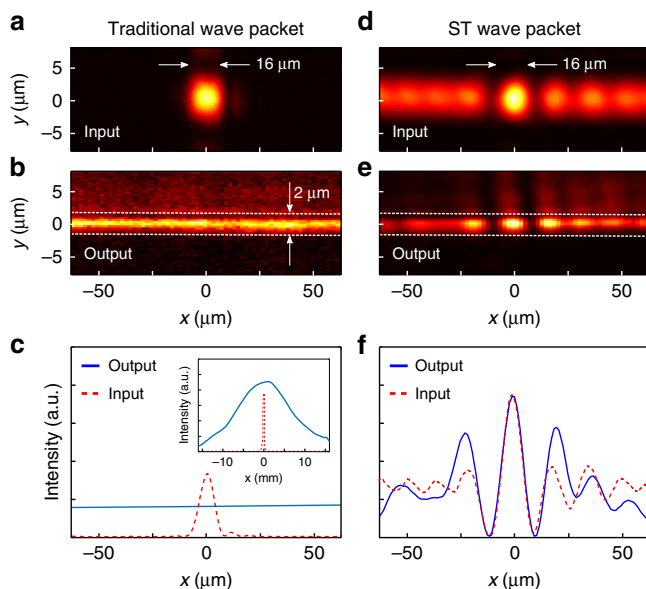 a Traditional wave packet
5
0
−5
y (μm)
16 μm
Input
b
5
0
−5
y (μm)
2 μm
Output
−50 0 50
x (μm)
c
Intensity (a.u.)
Output
Input
Intensity (a.u.)
−10 0 10
x (mm)
−50 0 50
x (μm)
d ST wave packet
16 μm
Input
e
Output
−50 0 50
x (μm)
f
Output
Input
−50 0 50
x (μm)